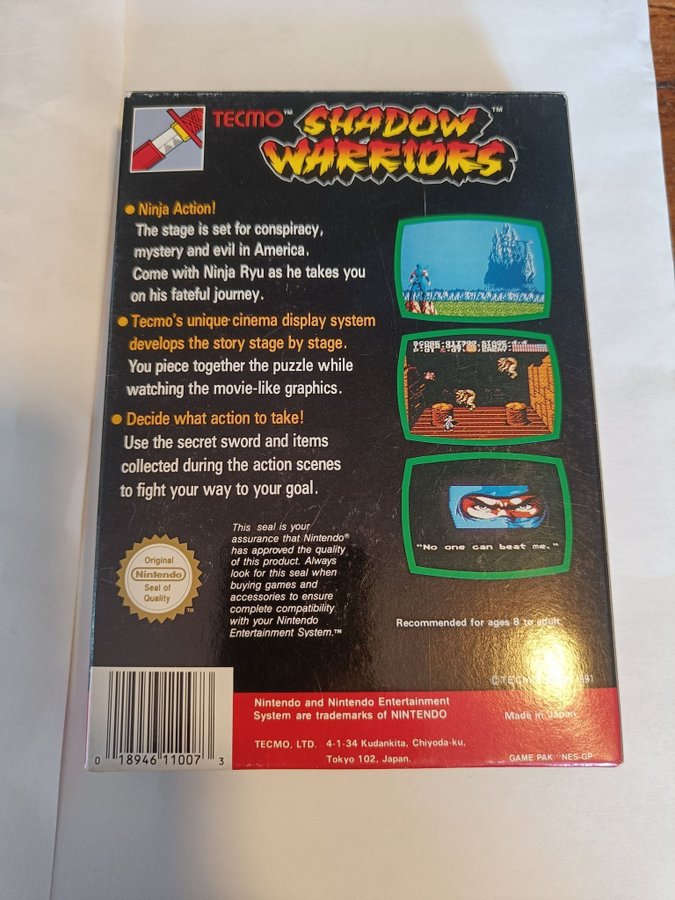 TECMO™ SHADOW WARRIORS™
• Ninja Action!
The stage is set for conspiracy,
mystery and evil in America.
Come with Ninja Ryu as he takes you
on his fateful journey.
• Tecmo's unique cinema display system
develops the story stage by stage.
You piece together the puzzle while
watching the movie-like graphics.
• Decide what action to take!
Use the secret sword and items
collected during the action scenes
to fight your way to your goal.
"No one can beat me."
Original
Nintendo
Seal of
Quality
™
This seal is your
assurance that Nintendo®
has approved the quality
of this product. Always
look for this seal when
buying games and
accessories to ensure
complete compatibility
with your Nintendo
Entertainment System.™
Recommended for ages 8 to adult.
©TECMO
Nintendo and Nintendo Entertainment
System are trademarks of NINTENDO
Made in Japan
TECMO, LTD. 4-1-34 Kudankita, Chiyoda-ku,
Tokyo 102, Japan.
GAME PAK "NES-GP"
0 18946 11007 3